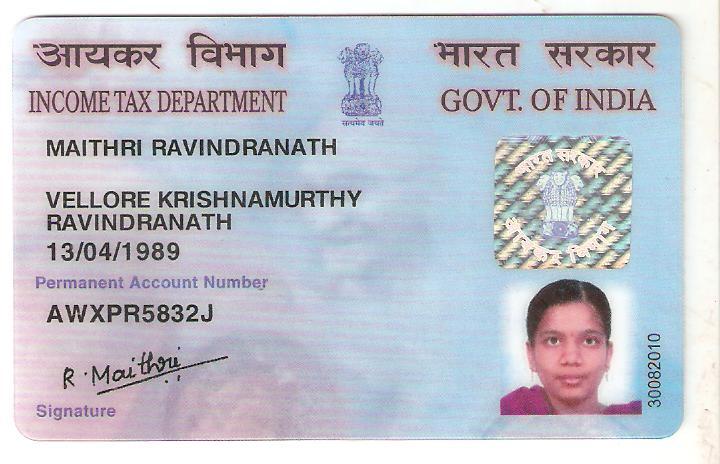 आयकर विभाग
INCOME TAX DEPARTMENT
सत्यमेव जयते
भारत सरकार
GOVT. OF INDIA
MAITHRI RAVINDRANATH
VELLORE KRISHNAMURTHY
RAVINDRANATH
13/04/1989
Permanent Account Number
AWXPR5832J
R. Maithri
Signature
भारत सरकार
आयकर विभाग
30082010